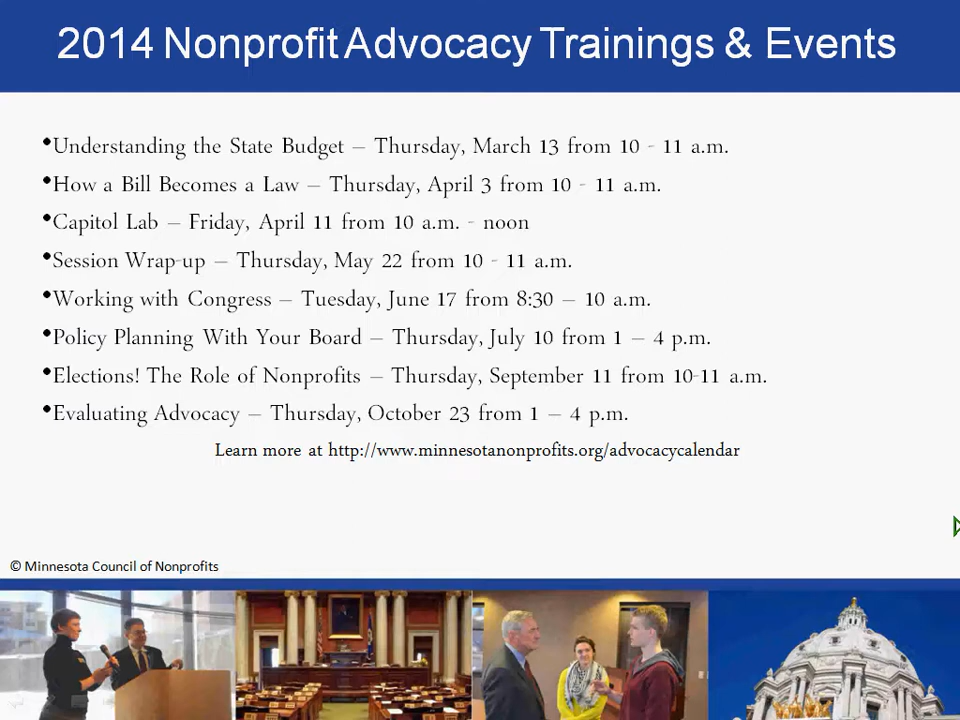 2014 Nonprofit Advocacy Trainings & Events
•Understanding the State Budget – Thursday, March 13 from 10 - 11 a.m.
•How a Bill Becomes a Law – Thursday, April 3 from 10 - 11 a.m.
•Capitol Lab – Friday, April 11 from 10 a.m. - noon
•Session Wrap-up – Thursday, May 22 from 10 - 11 a.m.
•Working with Congress – Tuesday, June 17 from 8:30 – 10 a.m.
•Policy Planning With Your Board – Thursday, July 10 from 1 – 4 p.m.
•Elections! The Role of Nonprofits – Thursday, September 11 from 10-11 a.m.
•Evaluating Advocacy – Thursday, October 23 from 1 – 4 p.m.
Learn more at http://www.minnesotanonprofits.org/advocacycalendar
© Minnesota Council of Nonprofits